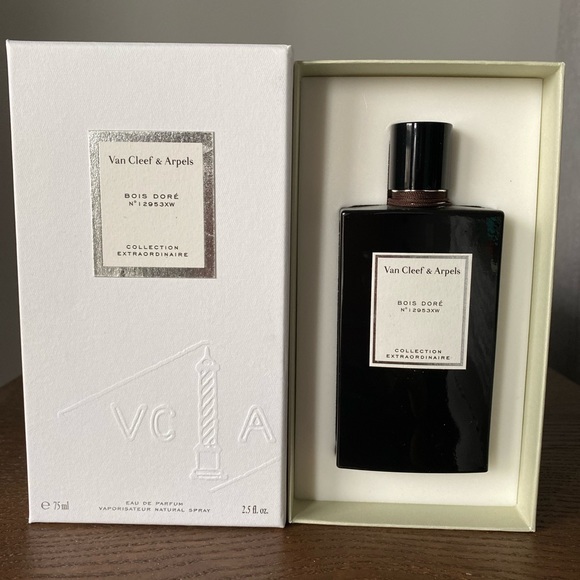 Van Cleef & Arpels
BOIS DORÉ
N°12953XW
COLLECTION
EXTRAORDINAIRE
VC A
℮ 75 ml
EAU DE PARFUM
VAPORISATEUR NATURAL SPRAY
2.5 fl. oz.
Van Cleef & Arpels
BOIS DORÉ
N°12953XW
COLLECTION
EXTRAORDINAIRE